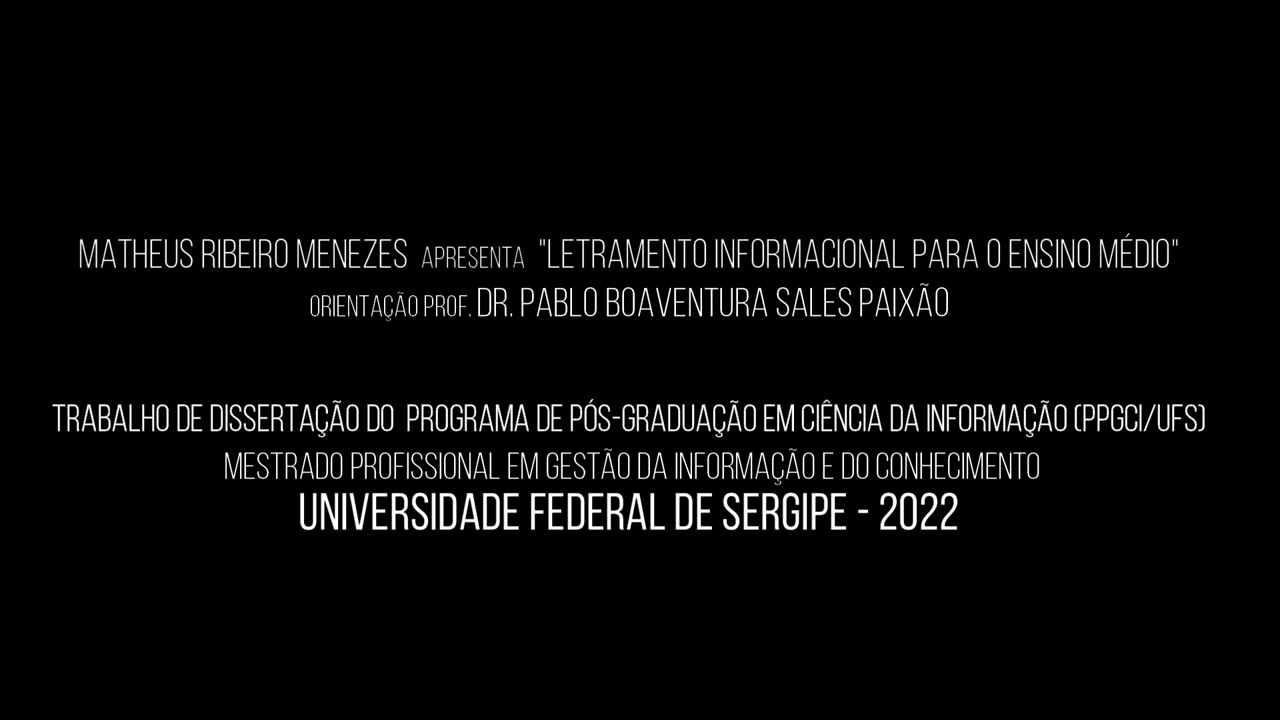 MATHEUS RIBEIRO MENEZES APRESENTA "LETRAMENTO INFORMACIONAL PARA O ENSINO MÉDIO"
ORIENTAÇÃO PROF. DR. PABLO BOAVENTURA SALES PAIXÃO
TRABALHO DE DISSERTAÇÃO DO PROGRAMA DE PÓS-GRADUAÇÃO EM CIÊNCIA DA INFORMAÇÃO (PPGCI/UFS)
MESTRADO PROFISSIONAL EM GESTÃO DA INFORMAÇÃO E DO CONHECIMENTO
UNIVERSIDADE FEDERAL DE SERGIPE - 2022